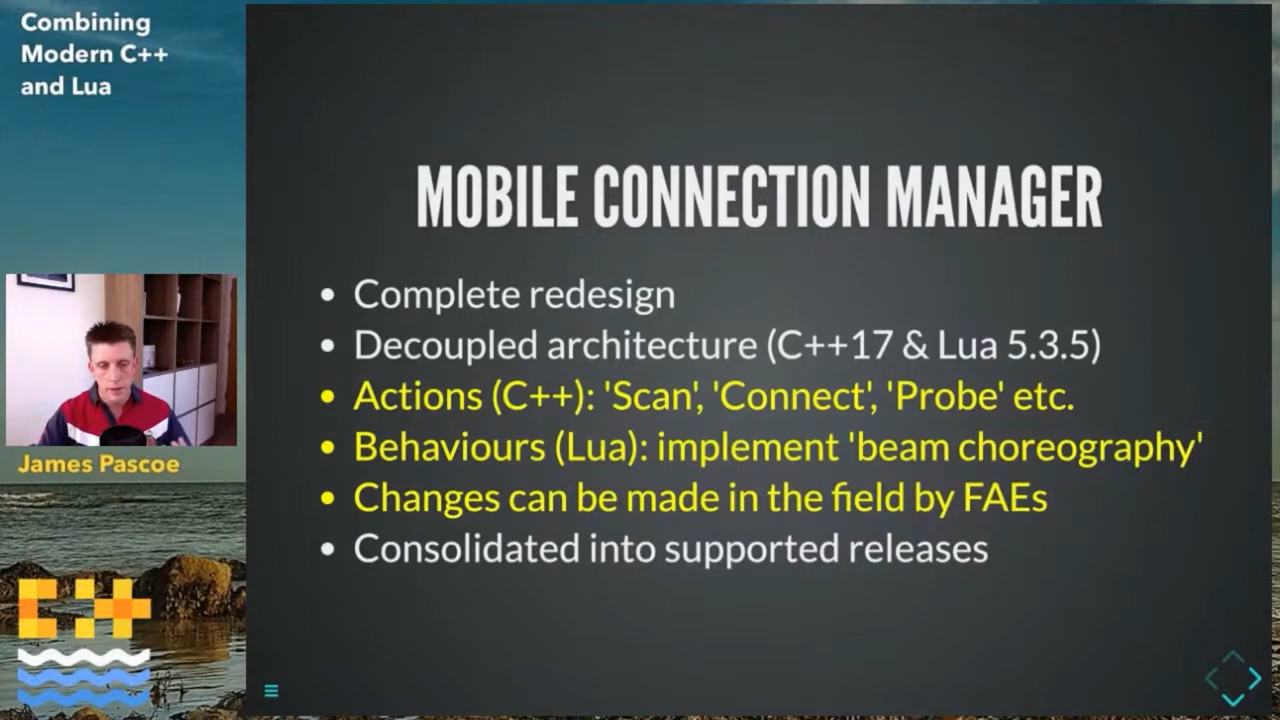 Combining
Modern C++
and Lua
MOBILE CONNECTION MANAGER
Complete redesign
Decoupled architecture (C++17 & Lua 5.3.5)
Actions (C++): 'Scan', 'Connect', 'Probe' etc.
Behaviours (Lua): implement 'beam choreography'
Changes can be made in the field by FAEs
Consolidated into supported releases
James Pascoe
C++